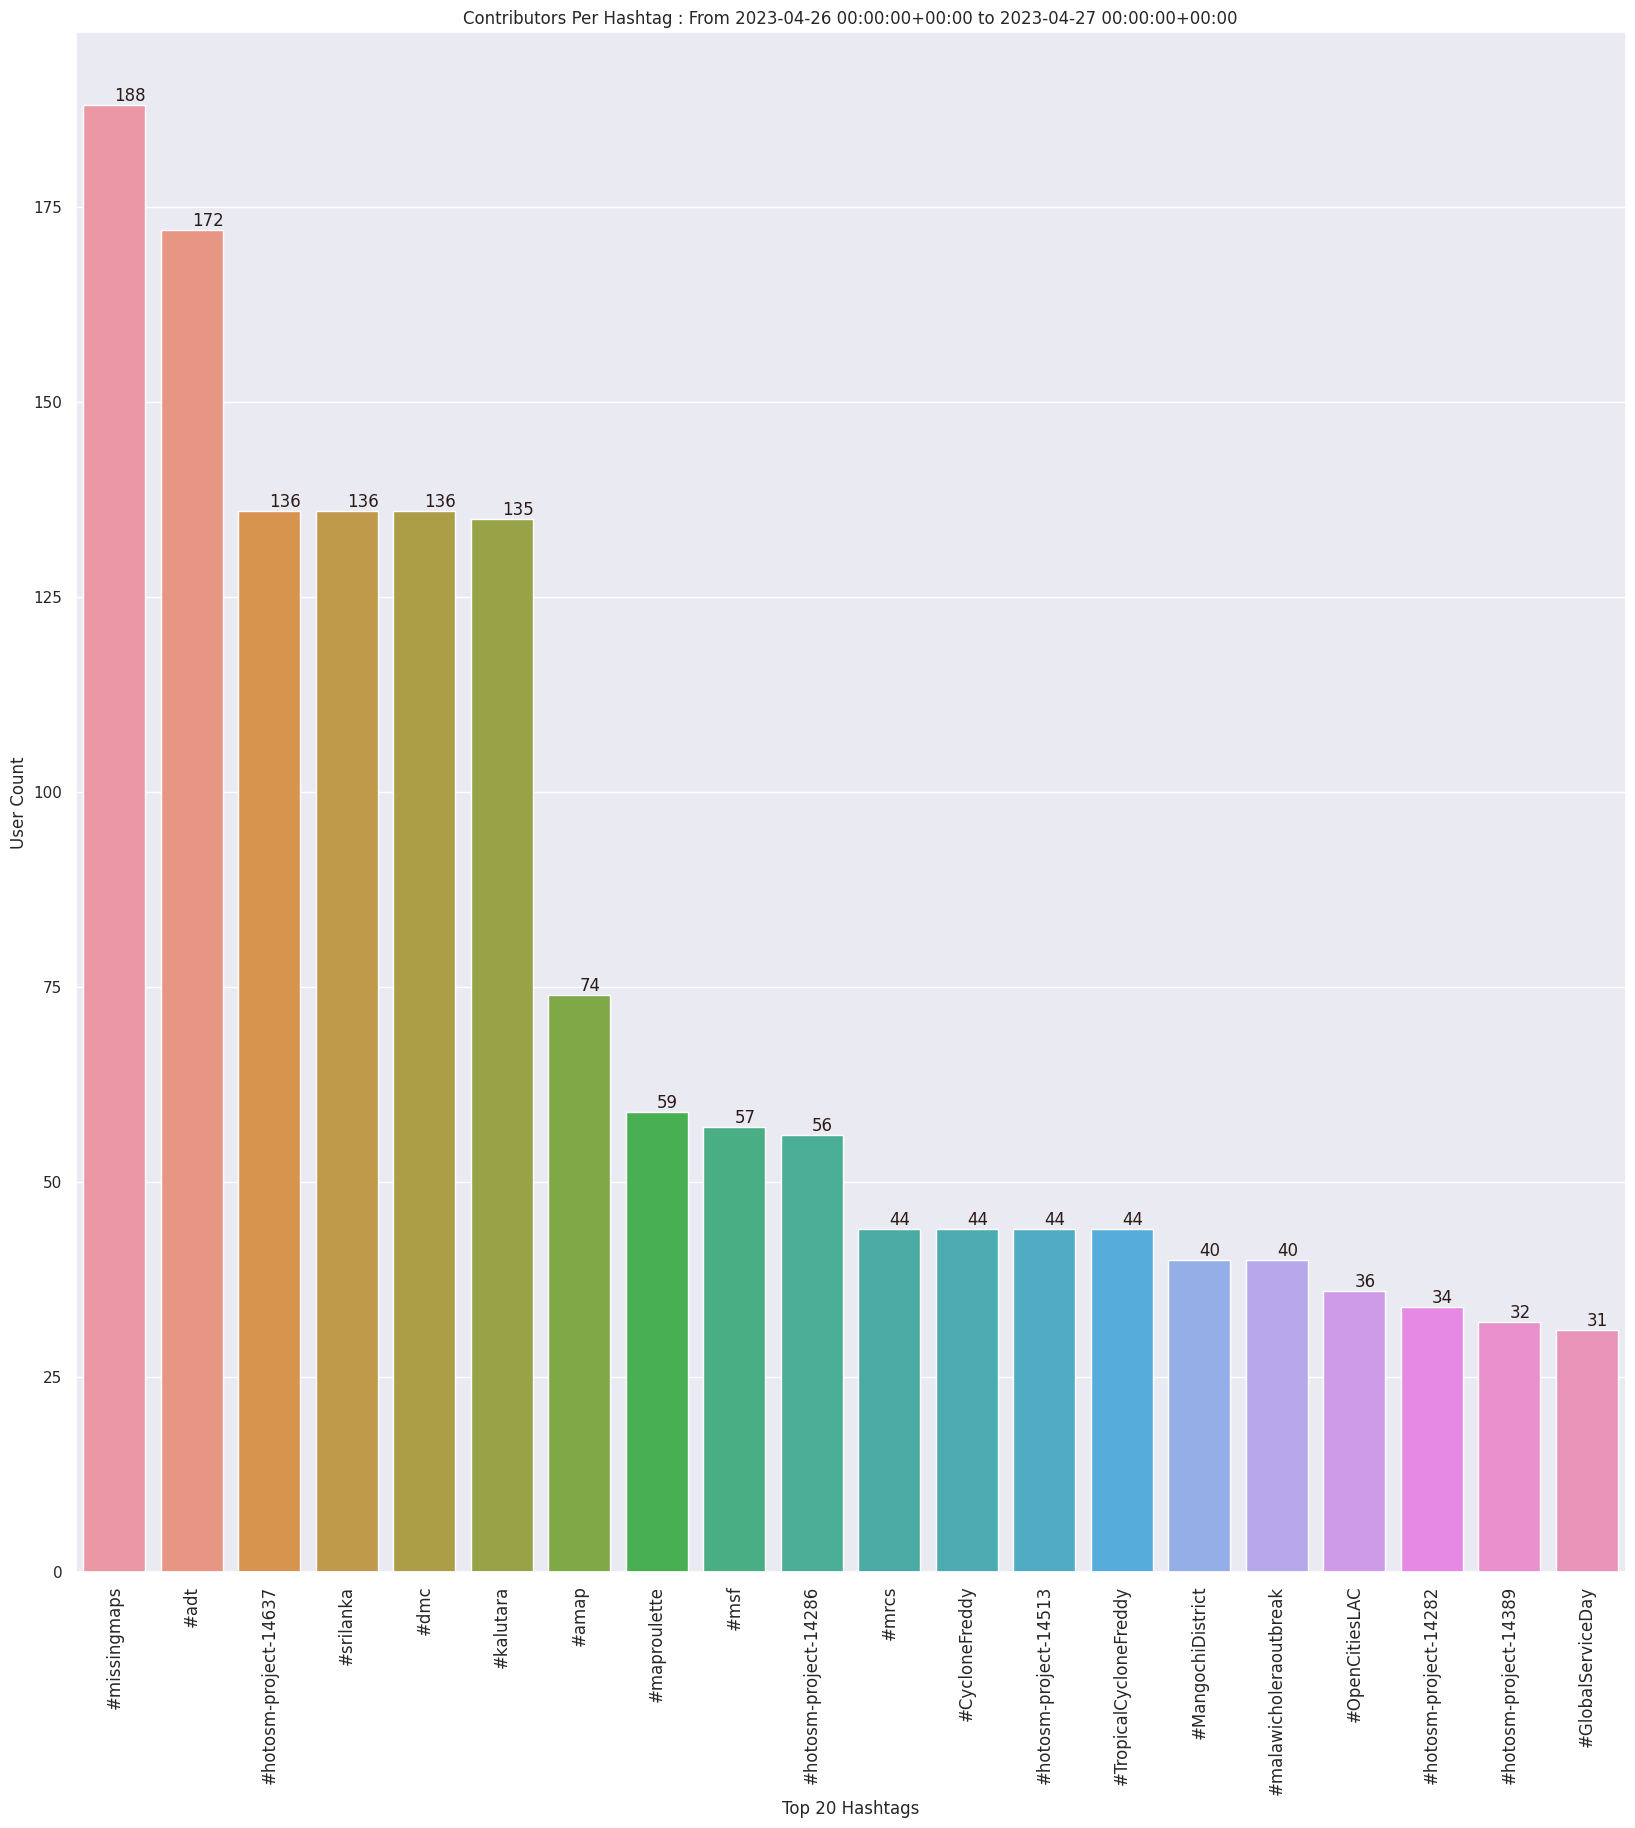 Contributors Per Hashtag : From 2023-04-26 00:00:00+00:00 to 2023-04-27 00:00:00+00:00
188
172
136
136
136
135
74
59
57
56
44
44
44
44
40
40
36
34
32
31
175
150
125
100
75
50
25
0
User Count
#missingmaps
#adt
#hotosm-project-14637
#srilanka
#dmc
#kalutara
#amap
#maproulette
#msf
#hotosm-project-14286
#mrcs
#CycloneFreddy
#hotosm-project-14513
#TropicalCycloneFreddy
#MangochiDistrict
#malawicholeraoutbreak
#OpenCitiesLAC
#hotosm-project-14282
#hotosm-project-14389
#GlobalServiceDay
Top 20 Hashtags